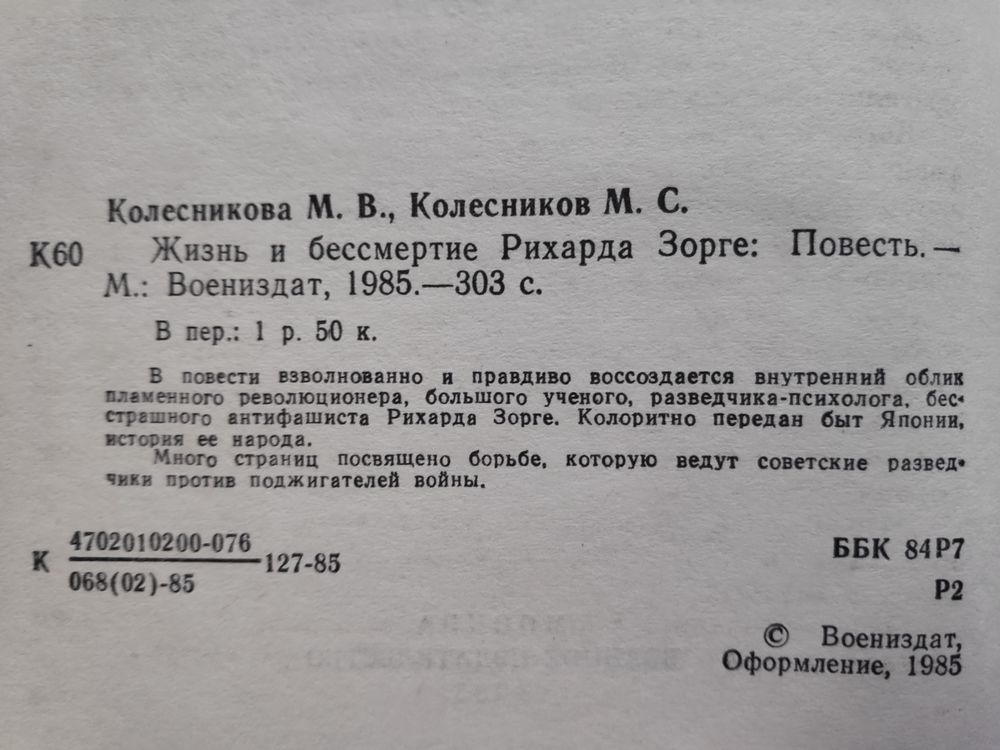 Колесникова М. В., Колесников М. С.
К60 Жизнь и бессмертие Рихарда Зорге: Повесть. —
М.: Воениздат, 1985.—303 с.
В пер.: 1 р. 50 к.
В повести взволнованно и правдиво воссоздается внутренний облик
пламенного революционера, большого ученого, разведчика-психолога, бес-
страшного антифашиста Рихарда Зорге. Колоритно передан быт Японии,
история ее народа.
Много страниц посвящено борьбе, которую ведут советские развед-
чики против поджигателей войны.
К 4702010200-076
068(02)-85
127-85
ББК 84Р7
Р2
© Воениздат,
Оформление, 1985